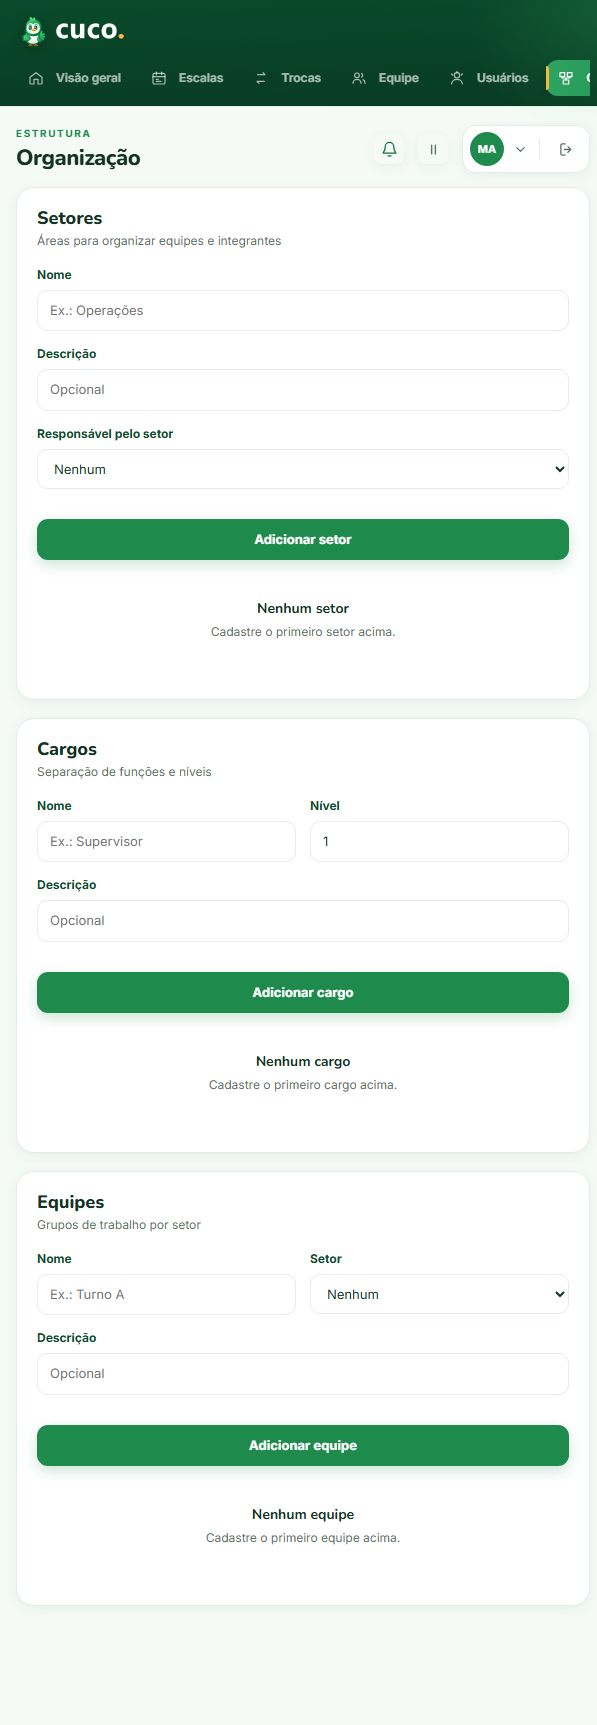 cuco.
Visão geral Escalas Trocas Equipe Usuários
ESTRUTURA
Organização
MA
Setores
Áreas para organizar equipes e integrantes
Nome
Ex.: Operações
Descrição
Opcional
Responsável pelo setor
Nenhum
Adicionar setor
Nenhum setor
Cadastre o primeiro setor acima.
Cargos
Separação de funções e níveis
Nome Nível
Ex.: Supervisor 1
Descrição
Opcional
Adicionar cargo
Nenhum cargo
Cadastre o primeiro cargo acima.
Equipes
Grupos de trabalho por setor
Nome Setor
Ex.: Turno A Nenhum
Descrição
Opcional
Adicionar equipe
Nenhum equipe
Cadastre o primeiro equipe acima.